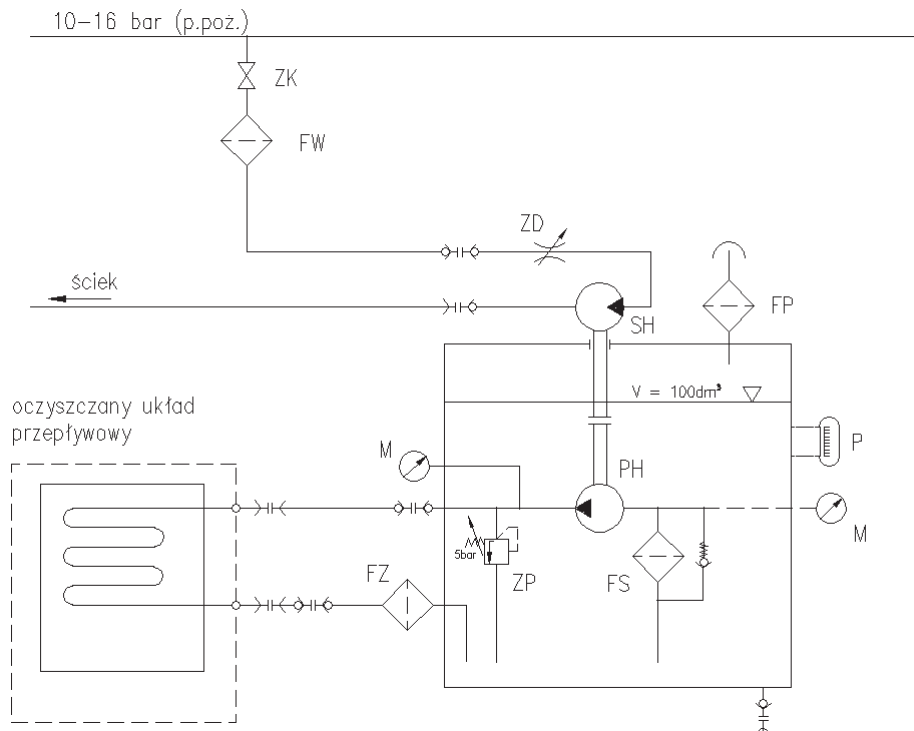 10-16 bar (p.poż.)
ZK
FW
ZD
ściek
SH
FP
V = 100dm³
oczyszczany układ
przepływowy
M
PH
P
M
5bar
ZP
FZ
FS